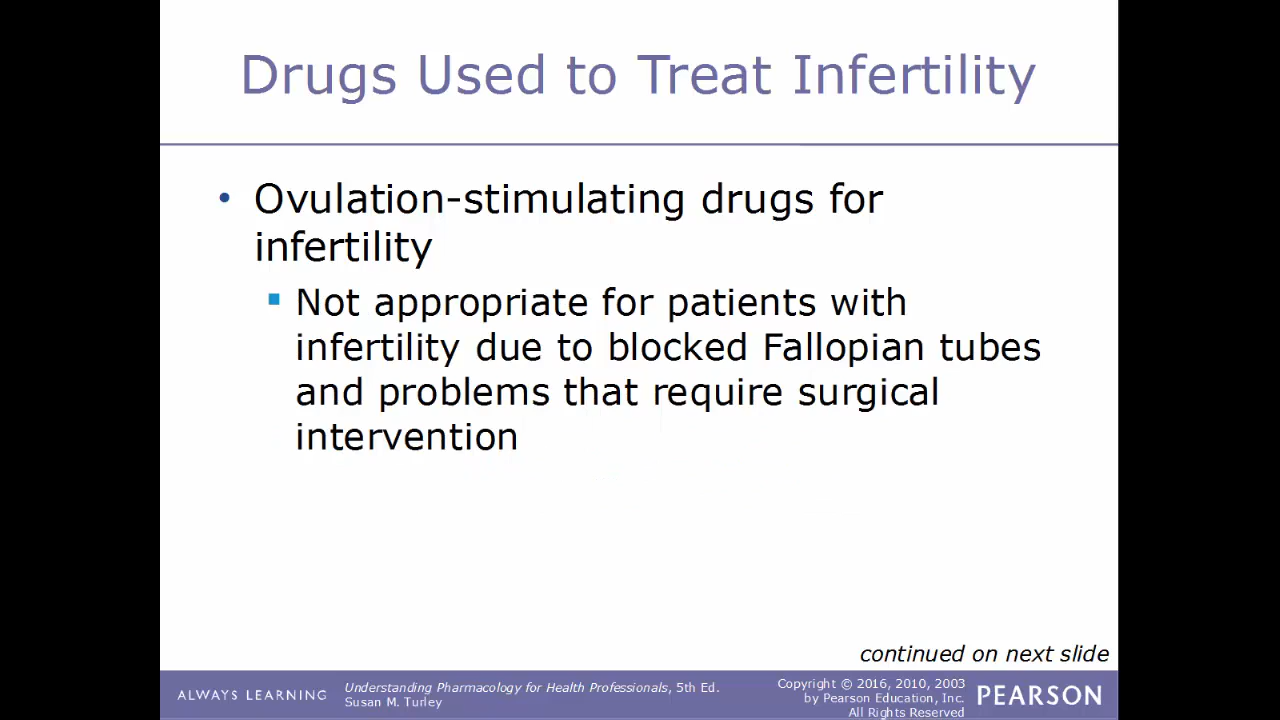 Drugs Used to Treat Infertility
• Ovulation-stimulating drugs for
infertility
▪ Not appropriate for patients with
infertility due to blocked Fallopian tubes
and problems that require surgical
intervention
continued on next slide
ALWAYS LEARNING
Understanding Pharmacology for Health Professionals, 5th Ed.
Susan M. Turley
Copyright © 2016, 2010, 2003
by Pearson Education, Inc.
All Rights Reserved
PEARSON